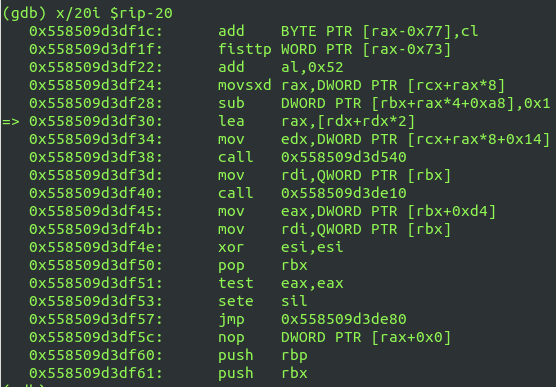 (gdb) x/20i $rip-20
   0x558509d3df1c:	add    BYTE PTR [rax-0x77],cl
   0x558509d3df1f:	fisttp WORD PTR [rax-0x73]
   0x558509d3df22:	add    al,0x52
   0x558509d3df24:	movsxd rax,DWORD PTR [rcx+rax*8]
   0x558509d3df28:	sub    DWORD PTR [rbx+rax*4+0xa8],0x1
=> 0x558509d3df30:	lea    rax,[rdx+rdx*2]
   0x558509d3df34:	mov    edx,DWORD PTR [rcx+rax*8+0x14]
   0x558509d3df38:	call   0x558509d3d540
   0x558509d3df3d:	mov    rdi,QWORD PTR [rbx]
   0x558509d3df40:	call   0x558509d3de10
   0x558509d3df45:	mov    eax,DWORD PTR [rbx+0xd4]
   0x558509d3df4b:	mov    rdi,QWORD PTR [rbx]
   0x558509d3df4e:	xor    esi,esi
   0x558509d3df50:	pop    rbx
   0x558509d3df51:	test   eax,eax
   0x558509d3df53:	sete   sil
   0x558509d3df57:	jmp    0x558509d3de80
   0x558509d3df5c:	nop    DWORD PTR [rax+0x0]
   0x558509d3df60:	push   rbp
   0x558509d3df61:	push   rbx